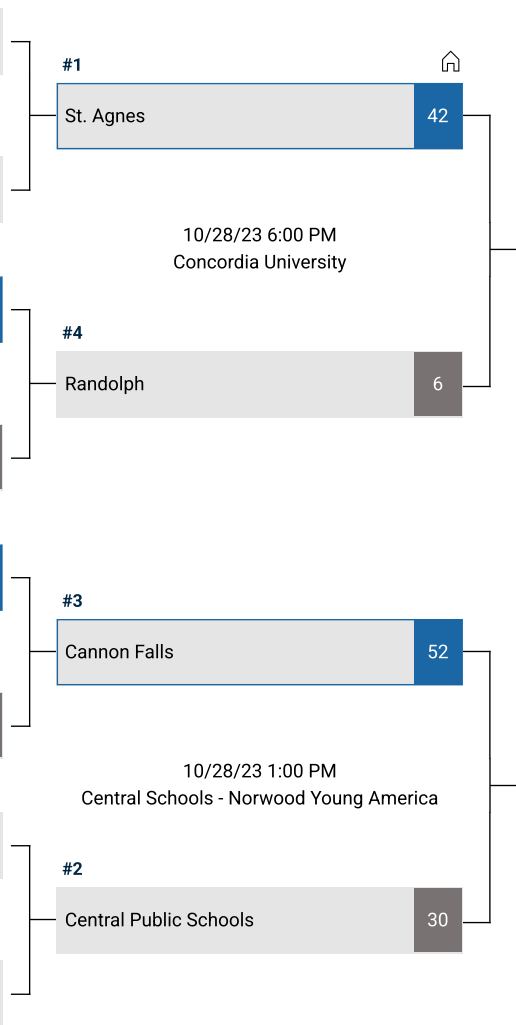 #1
St. Agnes 42
10/28/23 6:00 PM
Concordia University
#4
Randolph 6
#3
Cannon Falls 52
10/28/23 1:00 PM
Central Schools - Norwood Young America
#2
Central Public Schools 30